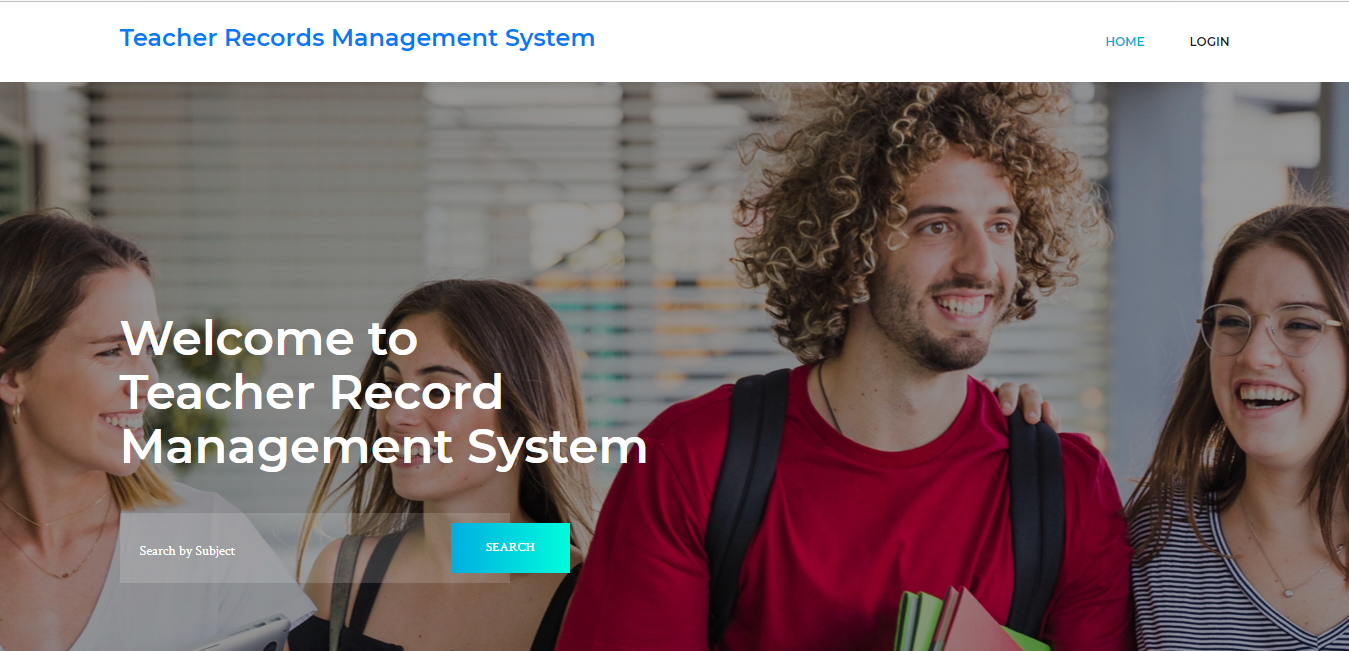 Teacher Records Management System
HOME
LOGIN
Welcome to
Teacher Record
Management System
Search by Subject
SEARCH